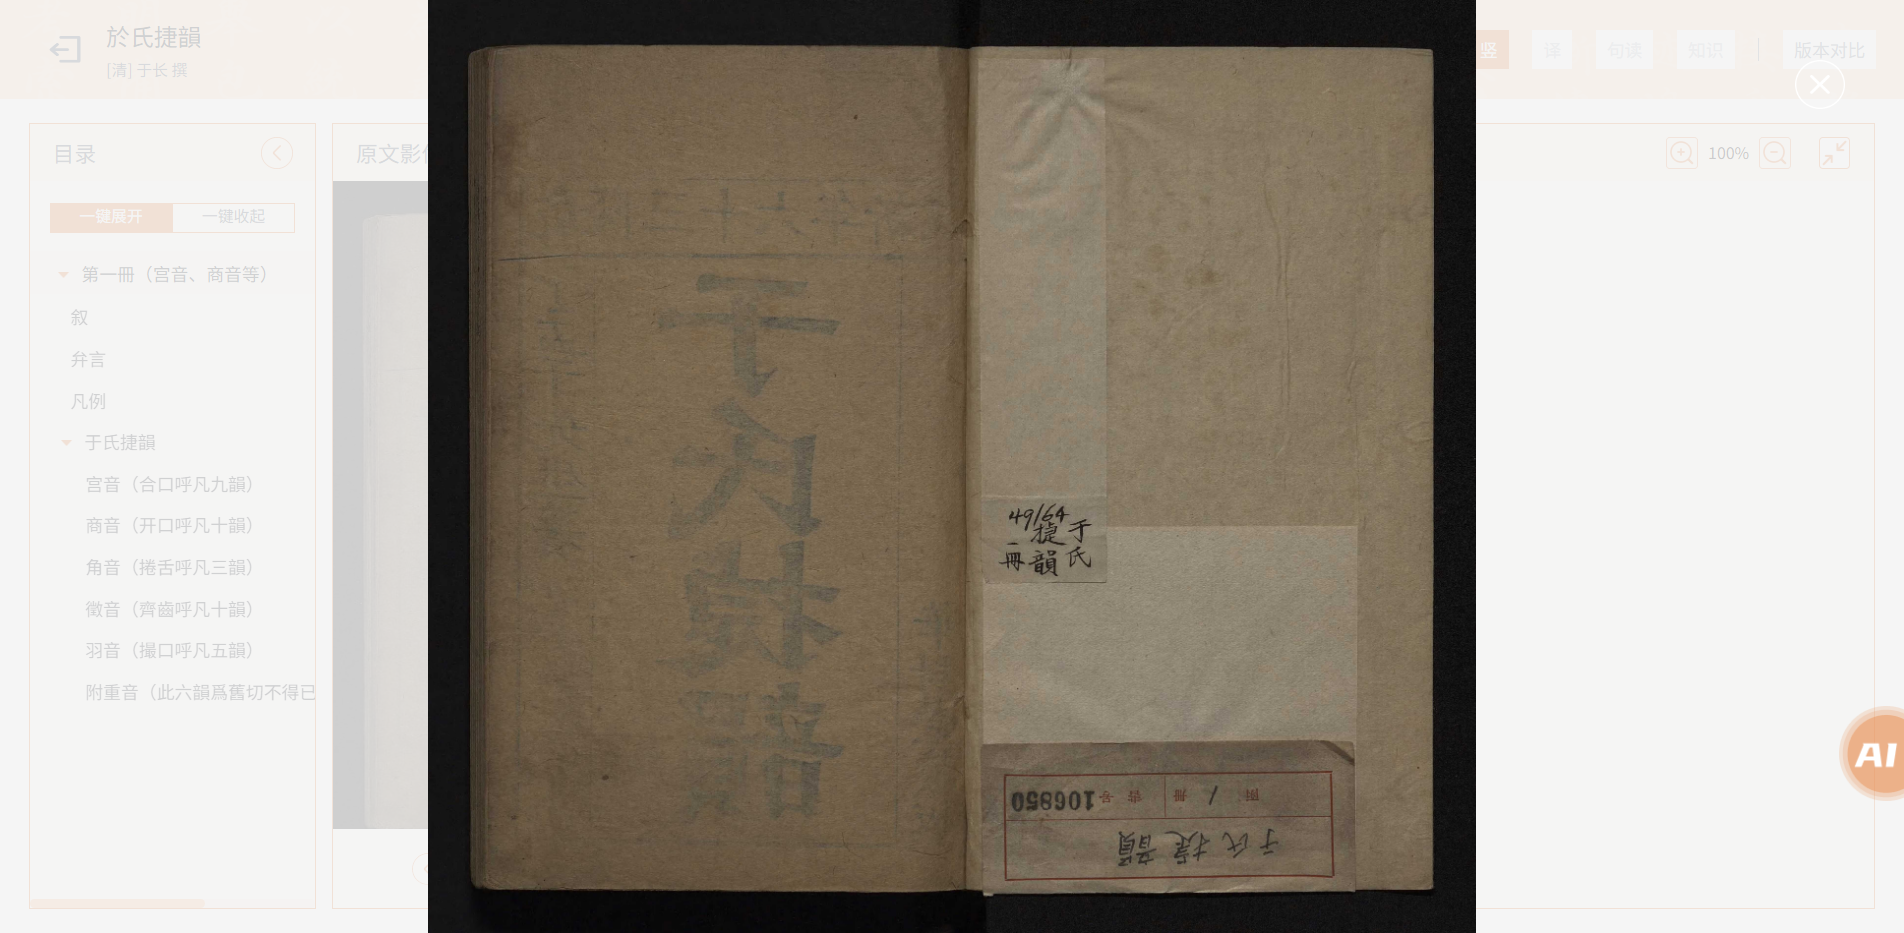 於氏捷韻
[清] 于长 撰
竖
译
句读
知识
版本对比
目录
一键展开
一键收起
第一冊（宫音、商音等）
叙
弁言
凡例
于氏捷韻
宫音（合口呼凡九韻）
商音（开口呼凡十韻）
角音（捲舌呼凡三韻）
徵音（齊齒呼凡十韻）
羽音（撮口呼凡五韻）
附重音（此六韻爲舊切不得已
原文影
100%
AI
49/64
于氏
捷韻
一冊
于氏捷韻
106850
于氏捷韻